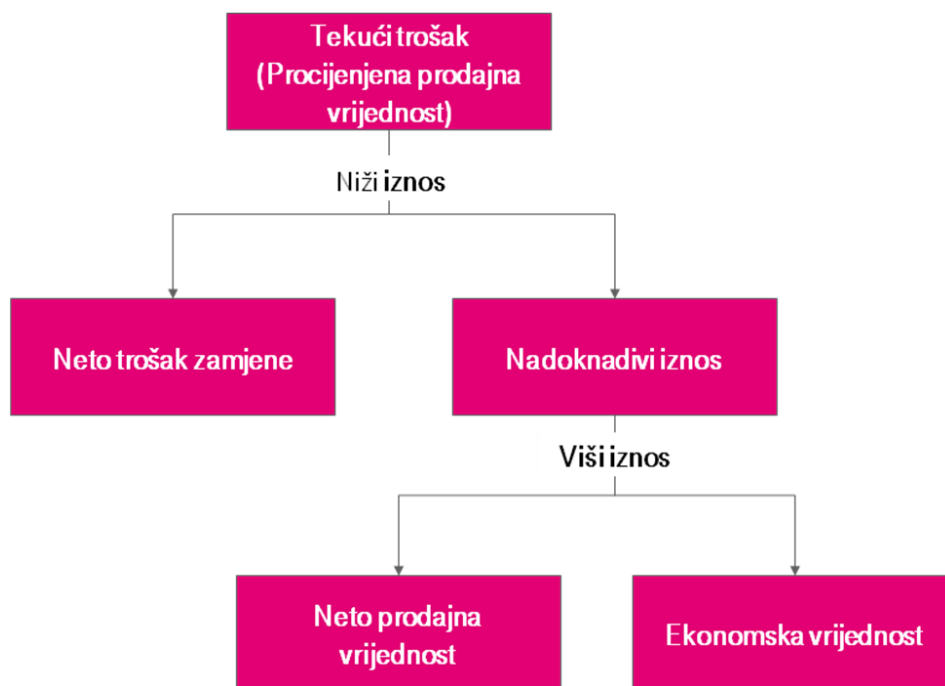 Tekući trošak
(Procijenjena prodajna
vrijednost)
Niži iznos
Neto trošak zamjene
Nadoknadivi iznos
Viši iznos
Neto prodajna
vrijednost
Ekonomska vrijednost